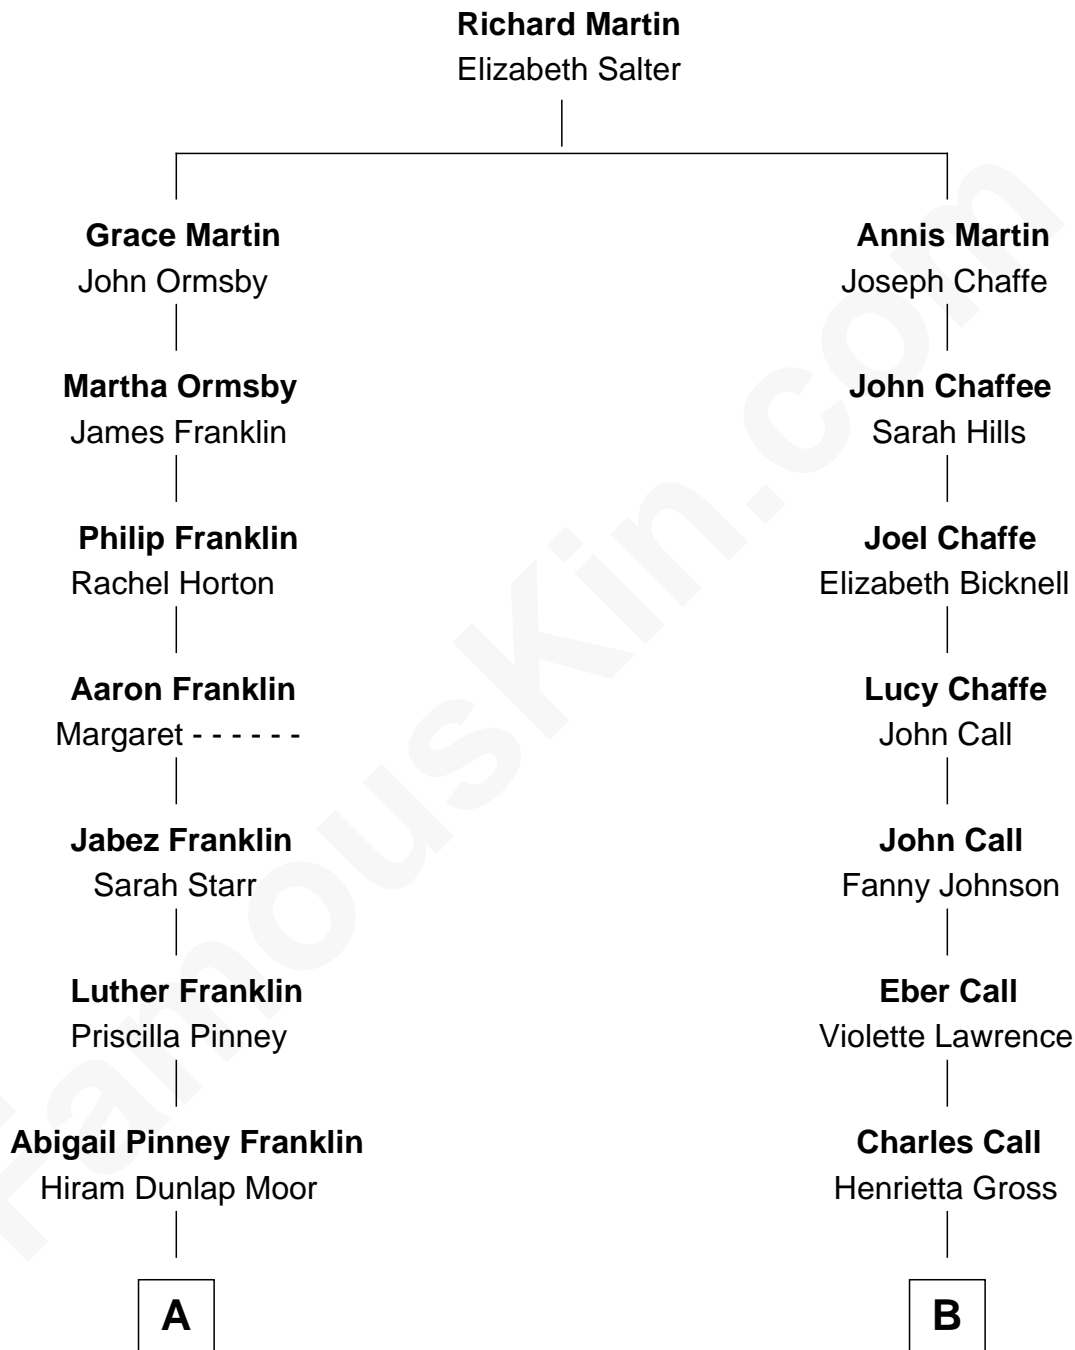 Richard Martin
Elizabeth Salter
Grace Martin
John Ormsby
Annis Martin
Joseph Chaffe
Martha Ormsby
James Franklin
John Chaffee
Sarah Hills
Philip Franklin
Rachel Horton
Joel Chaffe
Elizabeth Bicknell
Aaron Franklin
Margaret - - - - - -
Lucy Chaffe
John Call
Jabez Franklin
Sarah Starr
John Call
Fanny Johnson
Luther Franklin
Priscilla Pinney
Eber Call
Violette Lawrence
Abigail Pinney Franklin
Hiram Dunlap Moor
Charles Call
Henrietta Gross
A
B
FamousKin.com